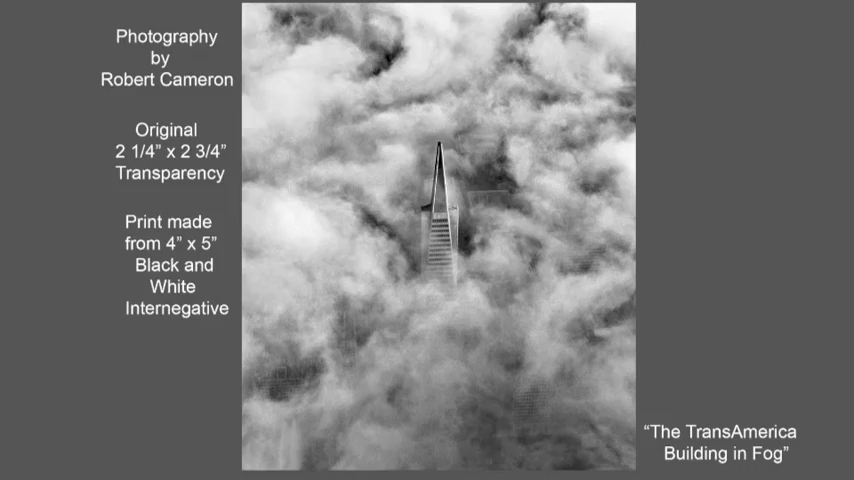 Photography
by
Robert Cameron
Original
2 1/4” x 2 3/4”
Transparency
Print made
from 4” x 5”
Black and
White
Internegative
“The TransAmerica
Building in Fog”